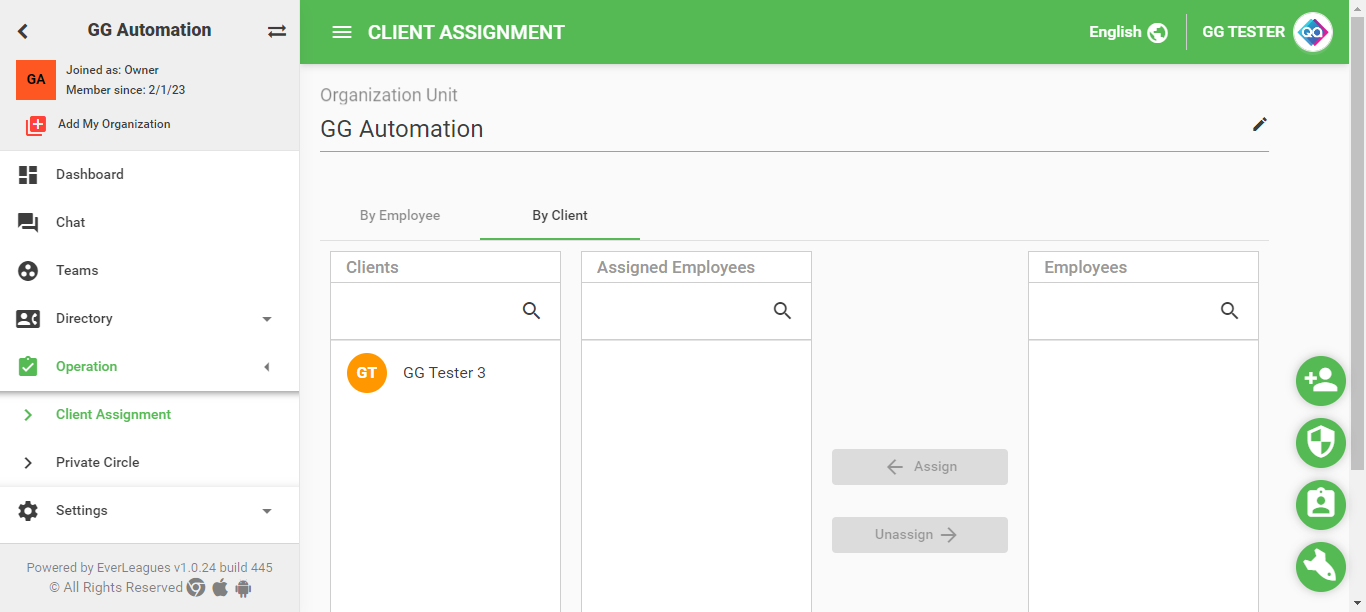 GG Automation
GA
Joined as: Owner
Member since: 2/1/23
Add My Organization
Dashboard
Chat
Teams
Directory
Operation
Client Assignment
Private Circle
Settings
Powered by EverLeagues v1.0.24 build 445
© All Rights Reserved
CLIENT ASSIGNMENT
English
GG TESTER
QA
Organization Unit
GG Automation
By Employee
By Client
Clients
Assigned Employees
Employees
GT
GG Tester 3
Assign
Unassign